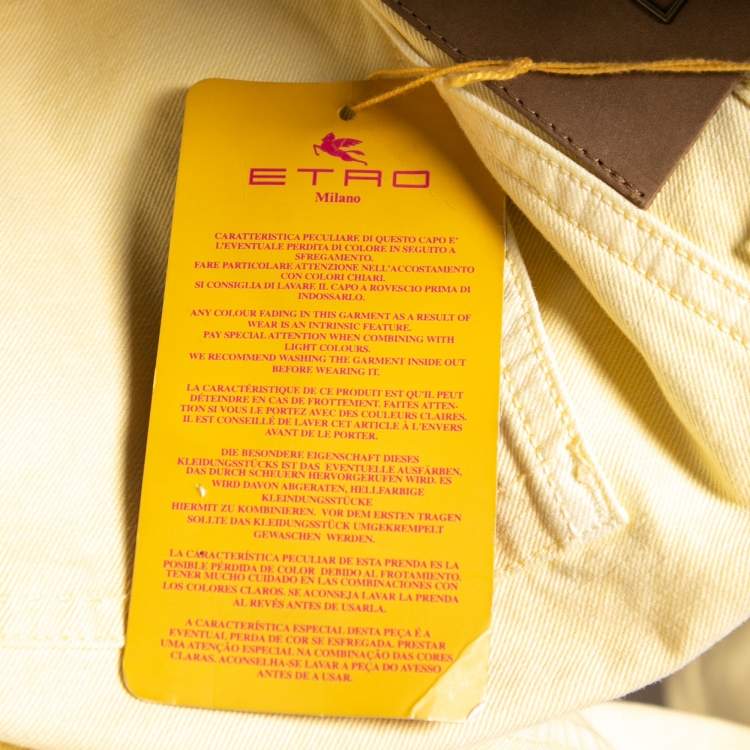 ETRO
Milano
CARATTERISTICA PECULIARE DI QUESTO CAPO E'
L'EVENTUALE PERDITA DI COLORE IN SEGUITO A
SFREGAMENTO.
FARE PARTICOLARE ATTENZIONE NELL'ACCOSTAMENTO
CON COLORI CHIARI.
SI CONSIGLIA DI LAVARE IL CAPO A ROVESCIO PRIMA DI
INDOSSARLO.
ANY COLOUR FADING IN THIS GARMENT AS A RESULT OF
WEAR IS AN INTRINSIC FEATURE.
PAY SPECIAL ATTENTION WHEN COMBINING WITH
LIGHT COLOURS.
WE RECOMMEND WASHING THE GARMENT INSIDE OUT
BEFORE WEARING IT.
LA CARACTÉRISTIQUE DE CE PRODUIT EST QU'IL PEUT
DÉTEINDRE EN CAS DE FROTTEMENT. FAITES ATTEN-
TION SI VOUS LE PORTEZ AVEC DES COULEURS CLAIRES.
IL EST CONSEILLÉ DE LAVER CET ARTICLE À L'ENVERS
AVANT DE LE PORTER.
DIE BESONDERE EIGENSCHAFT DIESES
KLEIDUNGSSTÜCKS IST DAS EVENTUELLE AUSFÄRBEN,
DAS DURCH SCHEUERN HERVORGERUFEN WIRD. ES
WIRD DAVON ABGERATEN, HELLFARBIGE
KLEINDUNGSSTÜCKE
HIERMIT ZU KOMBINIEREN. VOR DEM ERSTEN TRAGEN
SOLLTE DAS KLEIDUNGSSTÜCK UMGEKREMPELT
GEWASCHEN WERDEN.
LA CARACTERÍSTICA PECULIAR DE ESTA PRENDA ES LA
POSIBLE PÉRDIDA DE COLOR DEBIDO AL FROTAMIENTO.
TENER MUCHO CUIDADO EN LAS COMBINACIONES CON
LOS COLORES CLAROS. SE ACONSEJA LAVAR LA PRENDA
AL REVÉS ANTES DE USARLA.
A CARACTERÍSTICA ESPECIAL DESTA PEÇA É A
EVENTUAL PERDA DE COR SE ESFREGADA. PRESTAR
UMA ATENÇÃO ESPECIAL NA COMBINAÇÃO DAS CORES
CLARAS. ACONSELHA-SE LAVAR A PEÇA DO AVESSO
ANTES DE A USAR.